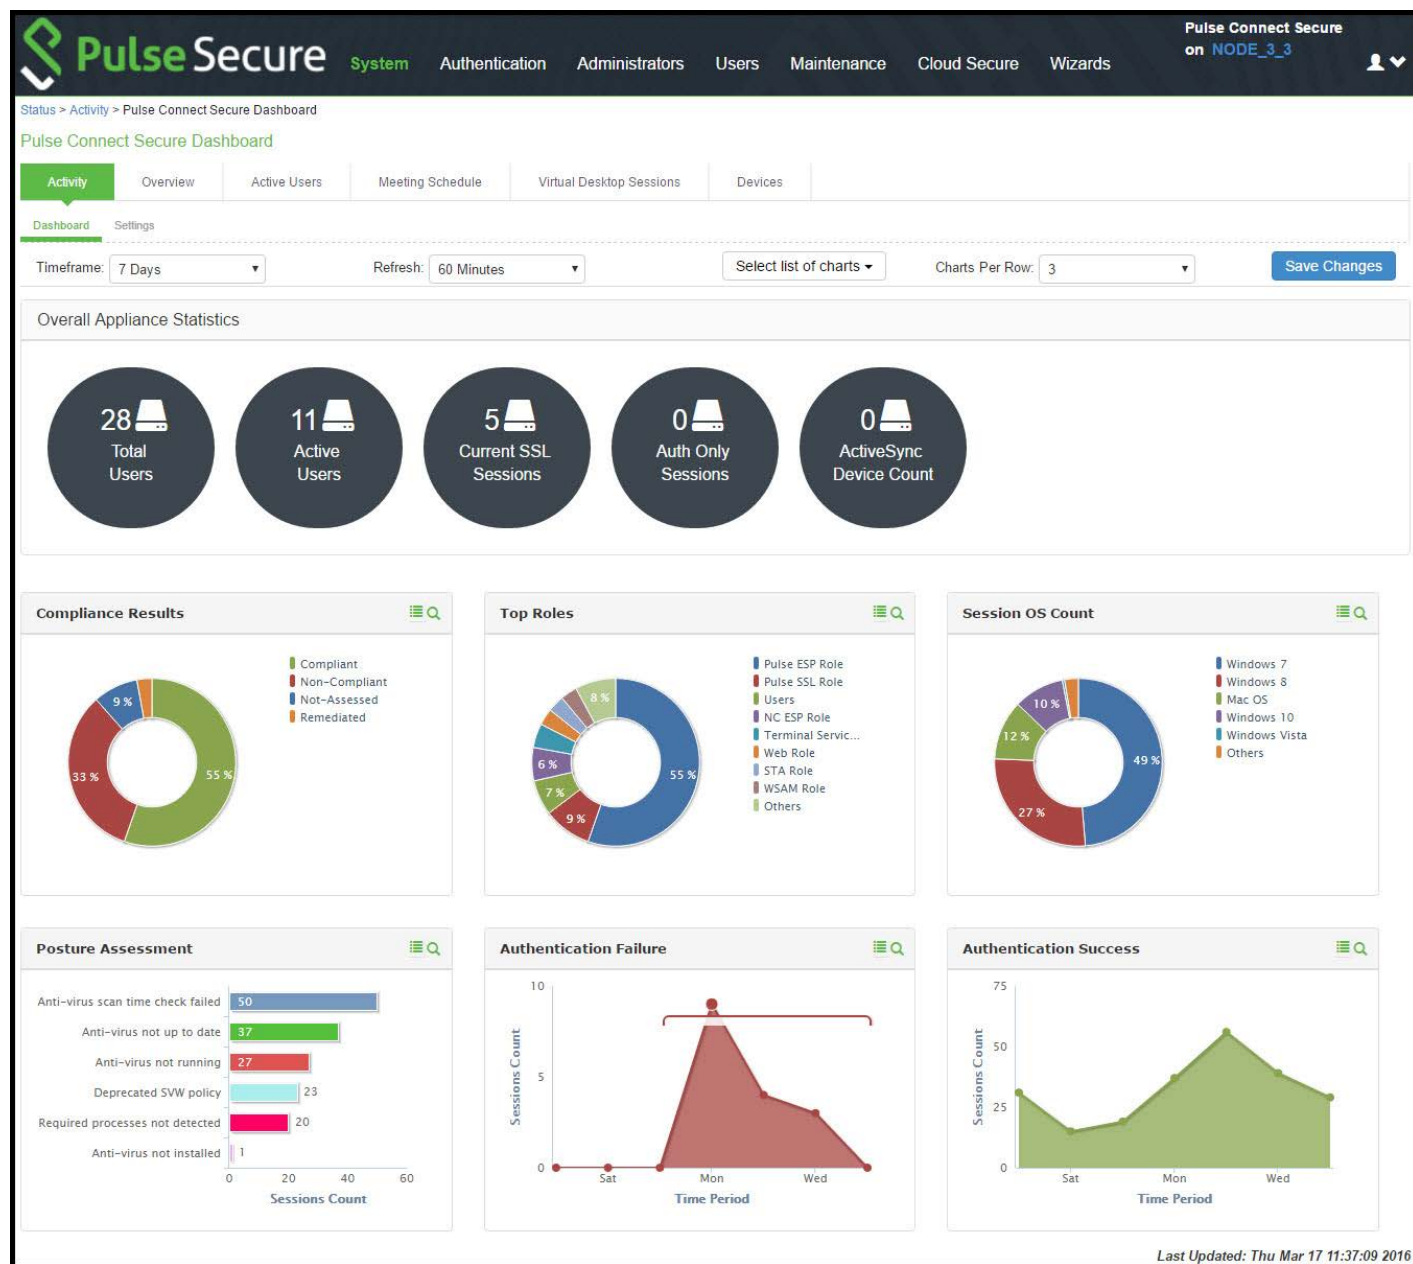 Pulse Secure
System Authentication Administrators Users Maintenance Cloud Secure Wizards
Pulse Connect Secure
on NODE_3_3
Status > Activity > Pulse Connect Secure Dashboard
Pulse Connect Secure Dashboard
Activity Overview Active Users Meeting Schedule Virtual Desktop Sessions Devices
Dashboard Settings
Timeframe: 7 Days Refresh: 60 Minutes Select list of charts Charts Per Row: 3 Save Changes
Overall Appliance Statistics
28
Total
Users
11
Active
Users
5
Current SSL
Sessions
0
Auth Only
Sessions
0
ActiveSync
Device Count
Compliance Results
Compliant
Non-Compliant
Not-Assessed
Remediated
9 %
33 %
55 %
Top Roles
Pulse ESP Role
Pulse SSL Role
Users
NC ESP Role
Terminal Servic...
Web Role
STA Role
WSAM Role
Others
8 %
6 %
55 %
7 %
9 %
Session OS Count
Windows 7
Windows 8
Mac OS
Windows 10
Windows Vista
Others
10 %
12 %
49 %
27 %
Posture Assessment
Anti-virus scan time check failed 50
Anti-virus not up to date 37
Anti-virus not running 27
Deprecated SVW policy 23
Required processes not detected 20
Anti-virus not installed 1
0 20 40 60
Sessions Count
Authentication Failure
10
5
0
Sessions Count
Sat Mon Wed
Time Period
Authentication Success
75
50
25
0
Sessions Count
Sat Mon Wed
Time Period
Last Updated: Thu Mar 17 11:37:09 2016